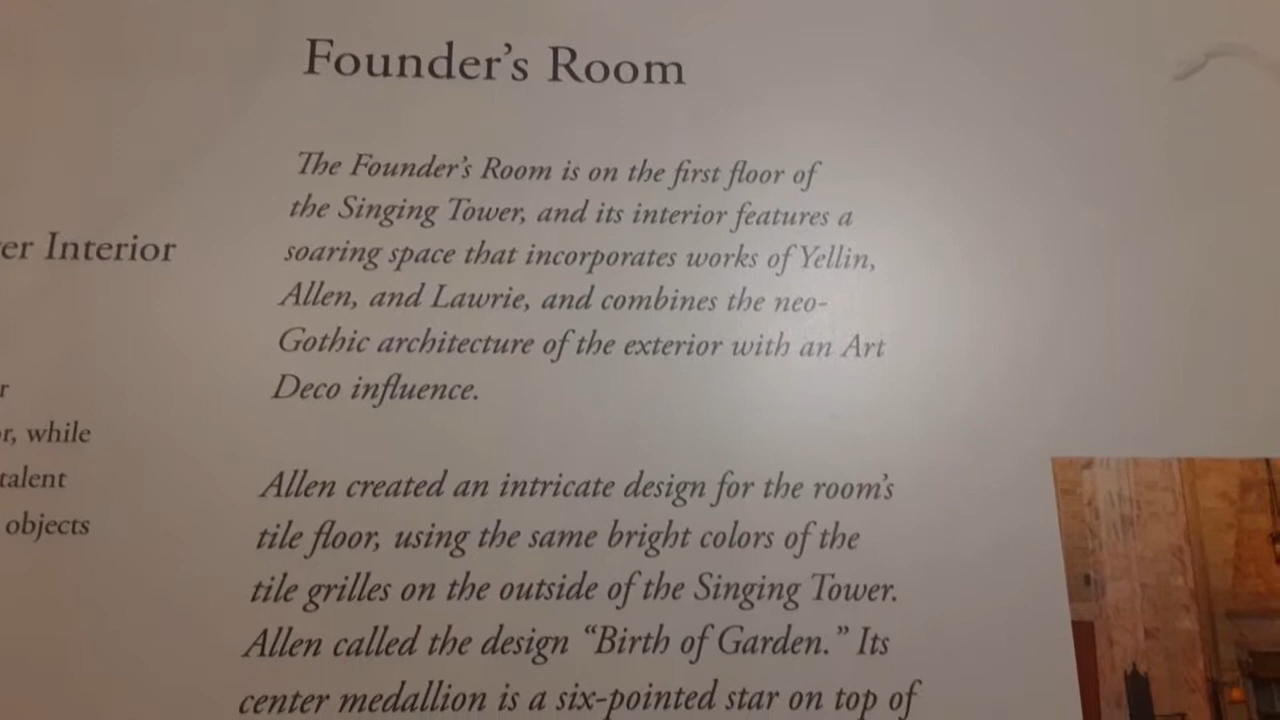 Founder's Room
The Founder's Room is on the first floor of
the Singing Tower, and its interior features a
soaring space that incorporates works of Yellin,
Allen, and Lawrie, and combines the neo-
Gothic architecture of the exterior with an Art
Deco influence.
Allen created an intricate design for the room's
tile floor, using the same bright colors of the
tile grilles on the outside of the Singing Tower.
Allen called the design “Birth of Garden.” Its
center medallion is a six-pointed star on top of
er Interior
r
or, while
talent
objects